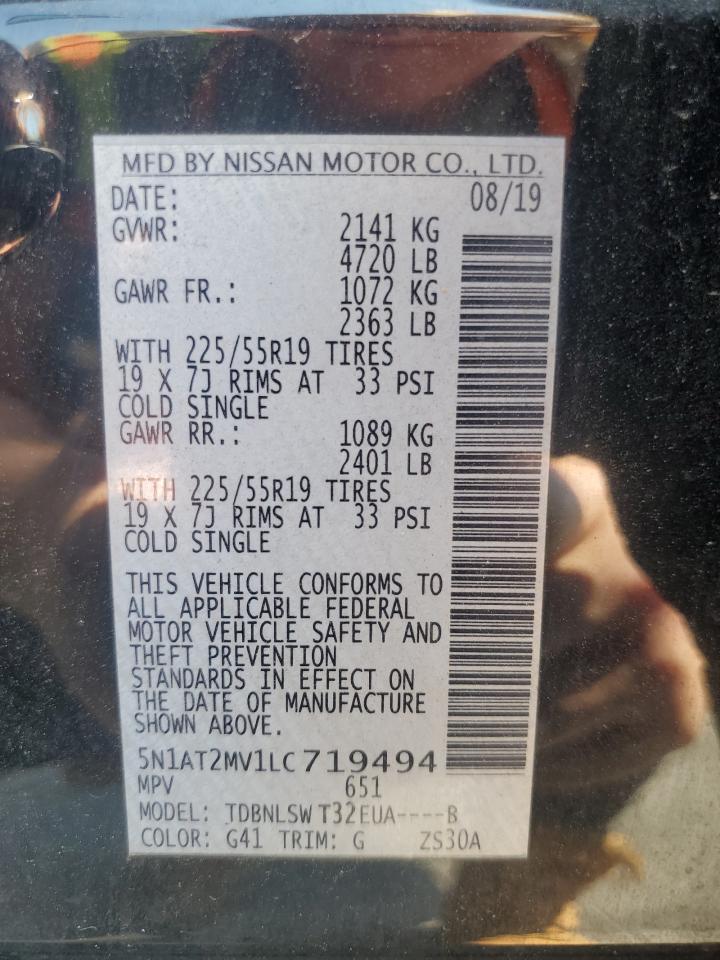 MFD BY NISSAN MOTOR CO., LTD.
DATE: 08/19
GVWR: 2141 KG
4720 LB
GAWR FR.: 1072 KG
2363 LB
WITH 225/55R19 TIRES
19 X 7J RIMS AT 33 PSI
COLD SINGLE
GAWR RR.: 1089 KG
2401 LB
WITH 225/55R19 TIRES
19 X 7J RIMS AT 33 PSI
COLD SINGLE
THIS VEHICLE CONFORMS TO
ALL APPLICABLE FEDERAL
MOTOR VEHICLE SAFETY AND
THEFT PREVENTION
STANDARDS IN EFFECT ON
THE DATE OF MANUFACTURE
SHOWN ABOVE.
5N1AT2MV1LC719494
MPV 651
MODEL: TDBNLSW T32EUA----B
COLOR: G41 TRIM: G ZS30A